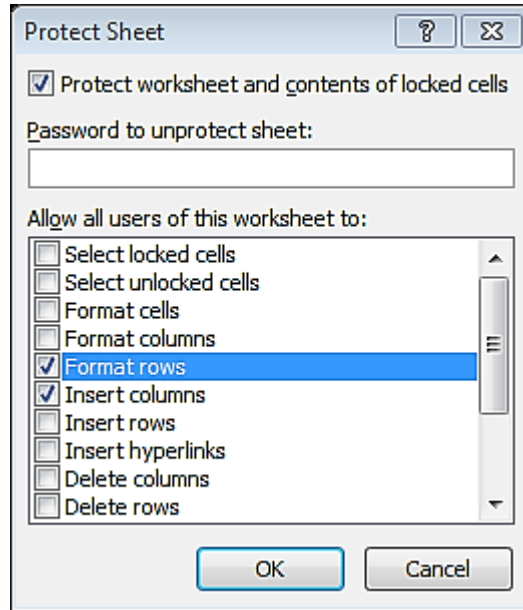 Protect Sheet
Protect worksheet and contents of locked cells
Password to unprotect sheet:
Allow all users of this worksheet to:
Select locked cells
Select unlocked cells
Format cells
Format columns
Format rows
Insert columns
Insert rows
Insert hyperlinks
Delete columns
Delete rows
OK Cancel